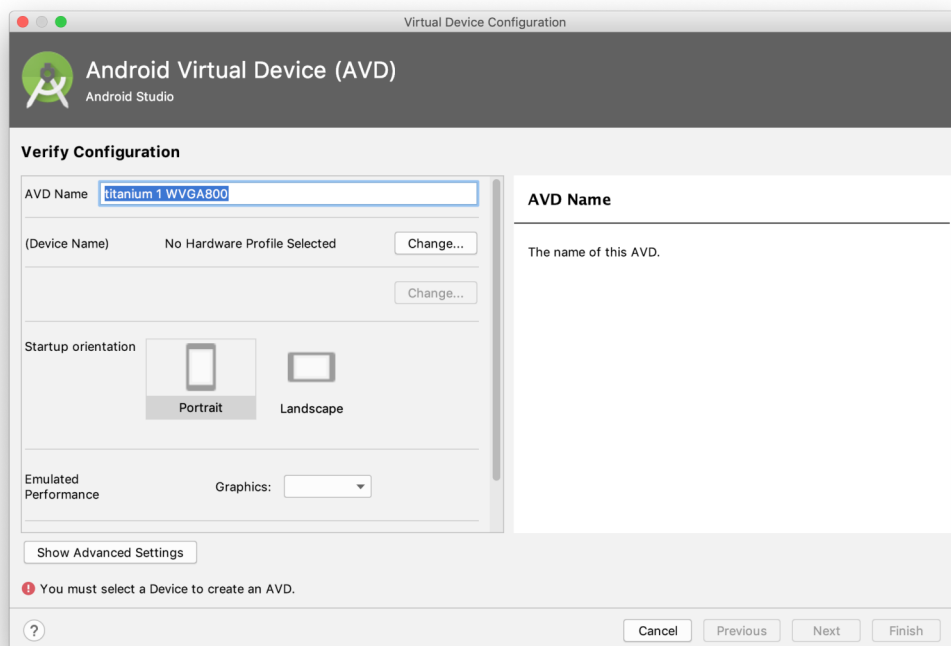 Virtual Device Configuration
Android Virtual Device (AVD)
Android Studio
Verify Configuration
AVD Name titanium 1 WVGA800
(Device Name) No Hardware Profile Selected Change...
Change...
Startup orientation
Portrait Landscape
Emulated
Performance
Graphics:
Show Advanced Settings
You must select a Device to create an AVD.
AVD Name
The name of this AVD.
? Cancel Previous Next Finish